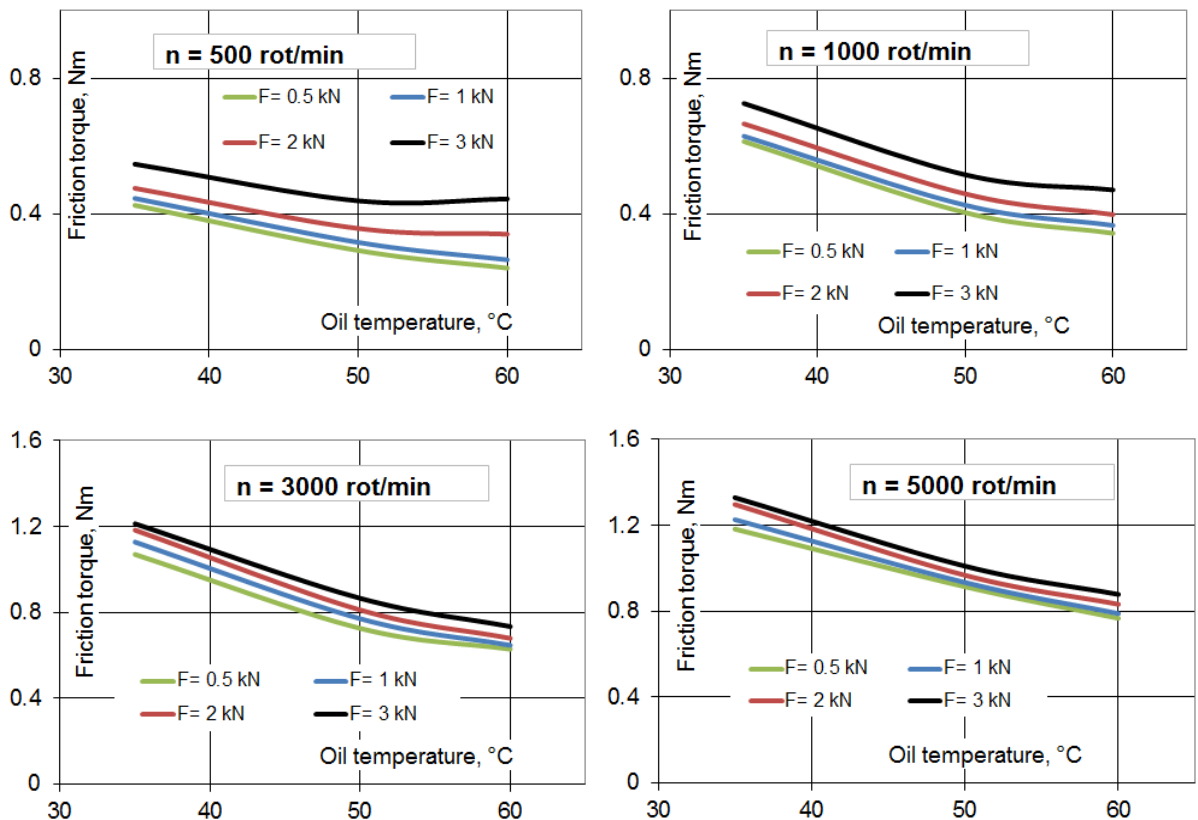 n = 500 rot/min
Friction torque, Nm
0.8
0.4
0
F= 0.5 kN
F= 1 kN
F= 2 kN
F= 3 kN
Oil temperature, °C
30
40
50
60
n = 1000 rot/min
Friction torque, Nm
0.8
0.4
0
F= 0.5 kN
F= 1 kN
F= 2 kN
F= 3 kN
Oil temperature, °C
30
40
50
60
n = 3000 rot/min
Friction torque, Nm
1.6
1.2
0.8
0.4
0
F= 0.5 kN
F= 1 kN
F= 2 kN
F= 3 kN
Oil temperature, °C
30
40
50
60
n = 5000 rot/min
Friction torque, Nm
1.6
1.2
0.8
0.4
0
F= 0.5 kN
F= 1 kN
F= 2 kN
F= 3 kN
Oil temperature, °C
30
40
50
60